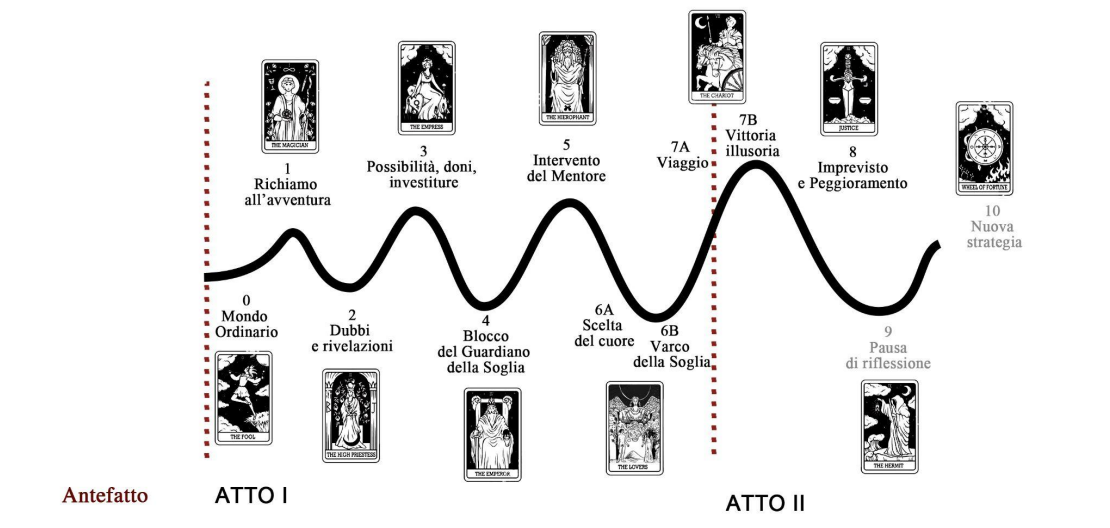 THE MAGICIAN
1
Richiamo
all'avventura
THE EMPRESS
3
Possibilità, doni,
investiture
THE HIEROPHANT
5
Intervento
del Mentore
VII
THE CHARIOT
7A
Viaggio
7B
Vittoria
illusoria
JUSTICE
8
Imprevisto
e Peggioramento
WHEEL OF FORTUNE
10
Nuova
strategia
0
Mondo
Ordinario
THE FOOL
2
Dubbi
e rivelazioni
B
J
THE HIGH PRIESTESS
4
Blocco
del Guardiano
della Soglia
THE EMPEROR
6A
Scelta
del cuore
6B
Varco
della Soglia
THE LOVERS
9
Pausa
di riflessione
THE HERMIT
Antefatto
ATTO I
ATTO II